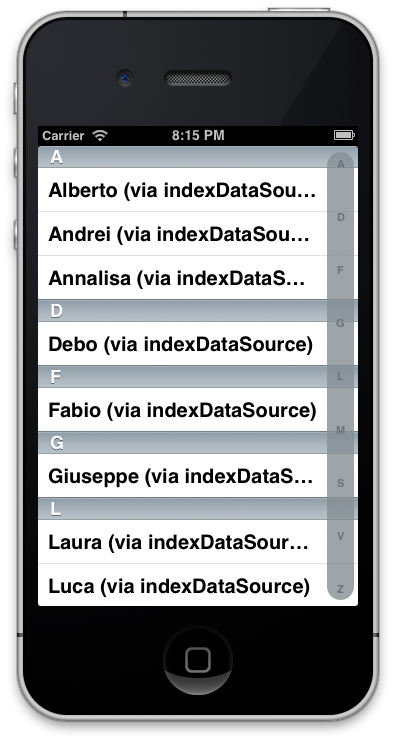 Carrier 8:15 PM
A
Alberto (via indexDataSou...
Andrei (via indexDataSou...
Annalisa (via indexDataS...
D
Debo (via indexDataSource)
F
Fabio (via indexDataSource)
G
Giuseppe (via indexDataS...
L
Laura (via indexDataSour...
Luca (via indexDataSource)
A
D
F
G
L
M
S
V
Z